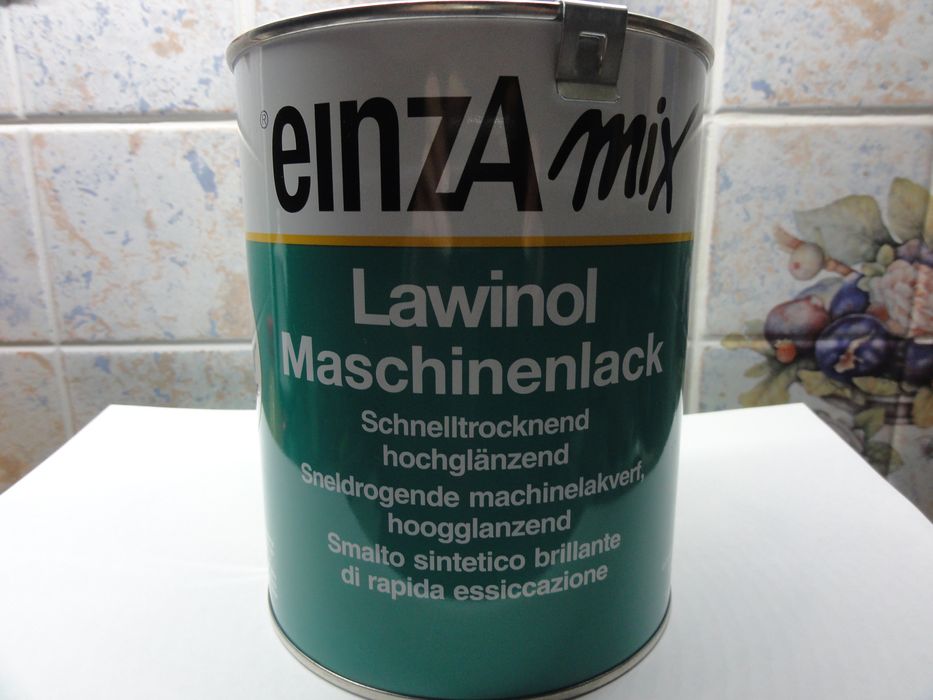 ® einzA mix
Lawinol
Maschinenlack
Schnelltrocknend
hochglänzend
Sneldrogende machinelakverf,
hoogglanzend
Smalto sintetico brillante
di rapida essiccazione